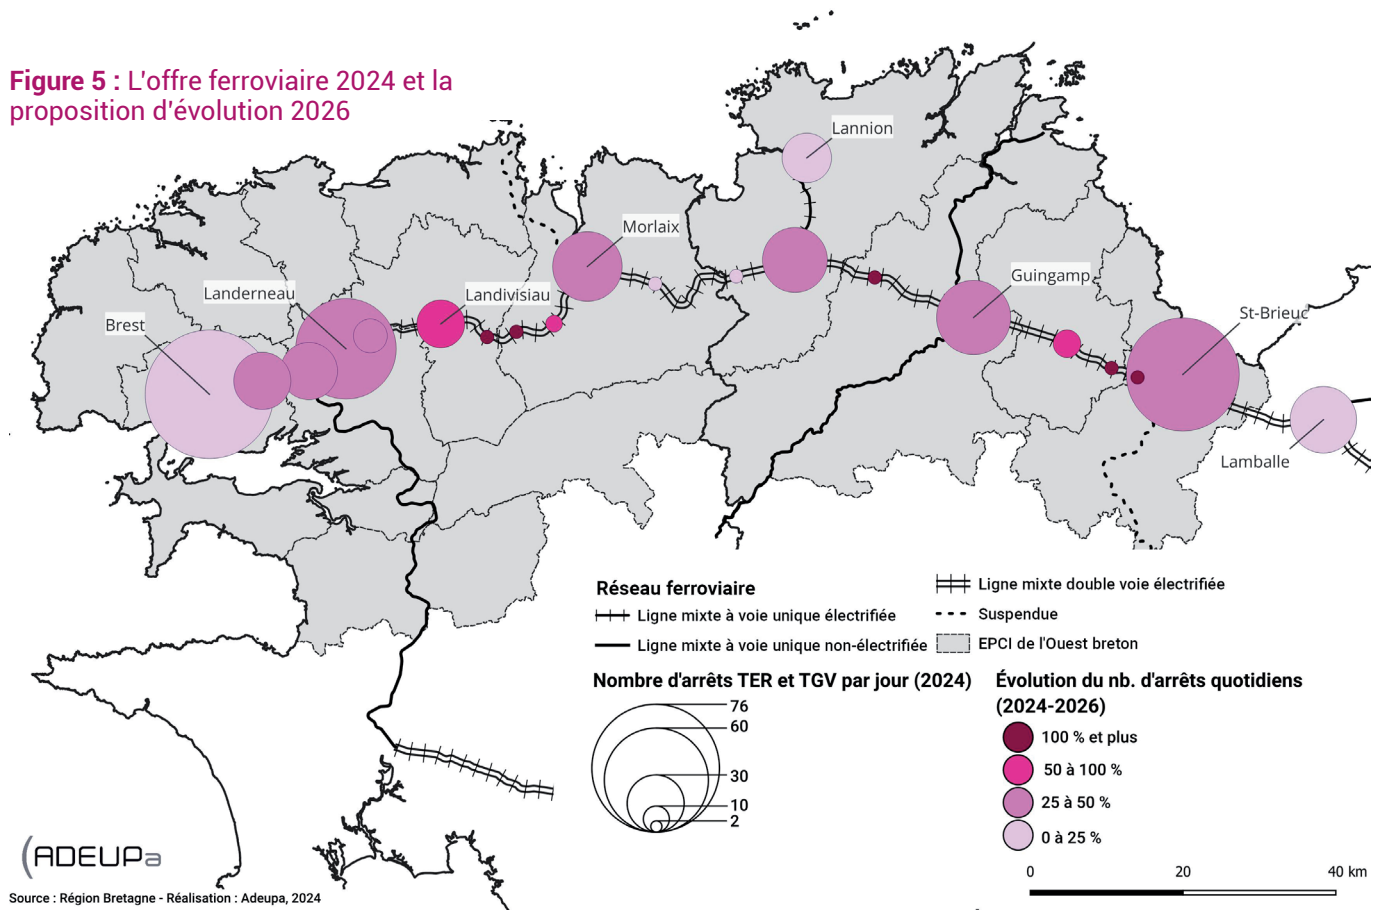 Figure 5 : L'offre ferroviaire 2024 et la
proposition d'évolution 2026
Lannion
Morlaix
Guingamp
Landerneau
Landivisiau
Brest
St-Brieuc
Lamballe
Réseau ferroviaire
Ligne mixte à voie unique électrifiée
Ligne mixte à voie unique non-électrifiée
Ligne mixte double voie électrifiée
Suspendue
EPCI de l'Ouest breton
Nombre d'arrêts TER et TGV par jour (2024)
76
60
30
10
2
Évolution du nb. d'arrêts quotidiens
(2024-2026)
100 % et plus
50 à 100 %
25 à 50 %
0 à 25 %
0 20 40 km
(ADEUPa
Source : Région Bretagne - Réalisation : Adeupa, 2024